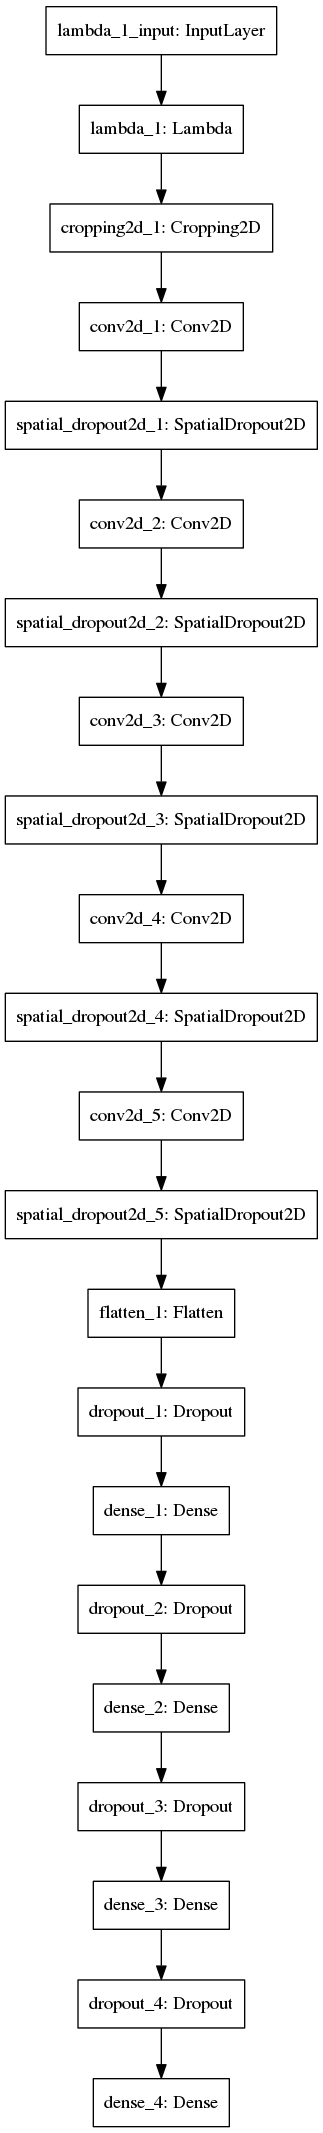 lambda_1_input: InputLayer
lambda_1: Lambda
cropping2d_1: Cropping2D
conv2d_1: Conv2D
spatial_dropout2d_1: SpatialDropout2D
conv2d_2: Conv2D
spatial_dropout2d_2: SpatialDropout2D
conv2d_3: Conv2D
spatial_dropout2d_3: SpatialDropout2D
conv2d_4: Conv2D
spatial_dropout2d_4: SpatialDropout2D
conv2d_5: Conv2D
spatial_dropout2d_5: SpatialDropout2D
flatten_1: Flatten
dropout_1: Dropout
dense_1: Dense
dropout_2: Dropout
dense_2: Dense
dropout_3: Dropout
dense_3: Dense
dropout_4: Dropout
dense_4: Dense